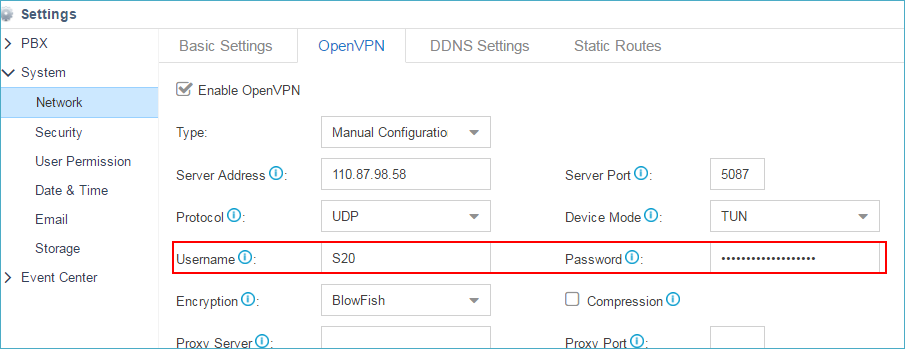 Settings
PBX
System
Network
Security
User Permission
Date & Time
Email
Storage
Event Center
Basic Settings OpenVPN DDNS Settings Static Routes
Enable OpenVPN
Type: Manual Configuratio
Server Address : 110.87.98.58 Server Port : 5087
Protocol : UDP Device Mode : TUN
Username : S20 Password : •••••••••••••••••••
Encryption : BlowFish Compression
Proxy Server : Proxy Port :